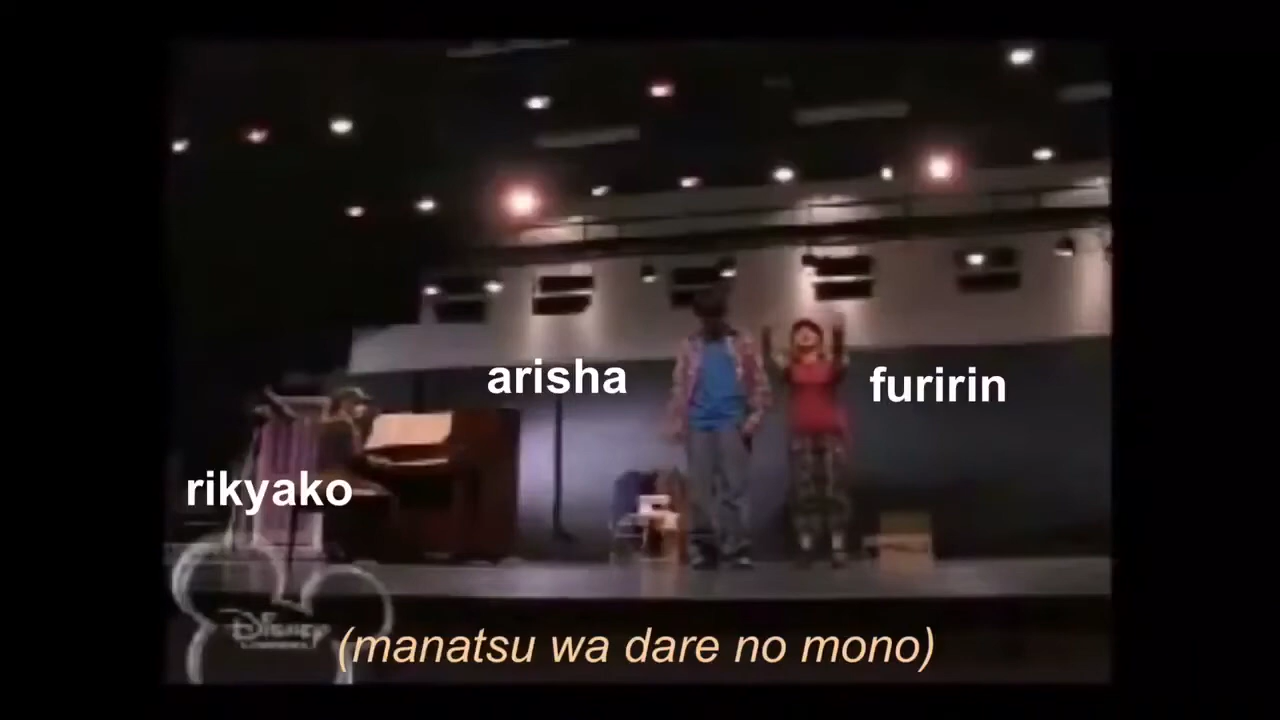 arisha
furirin
rikyako
Disney
(manatsu wa dare no mono)